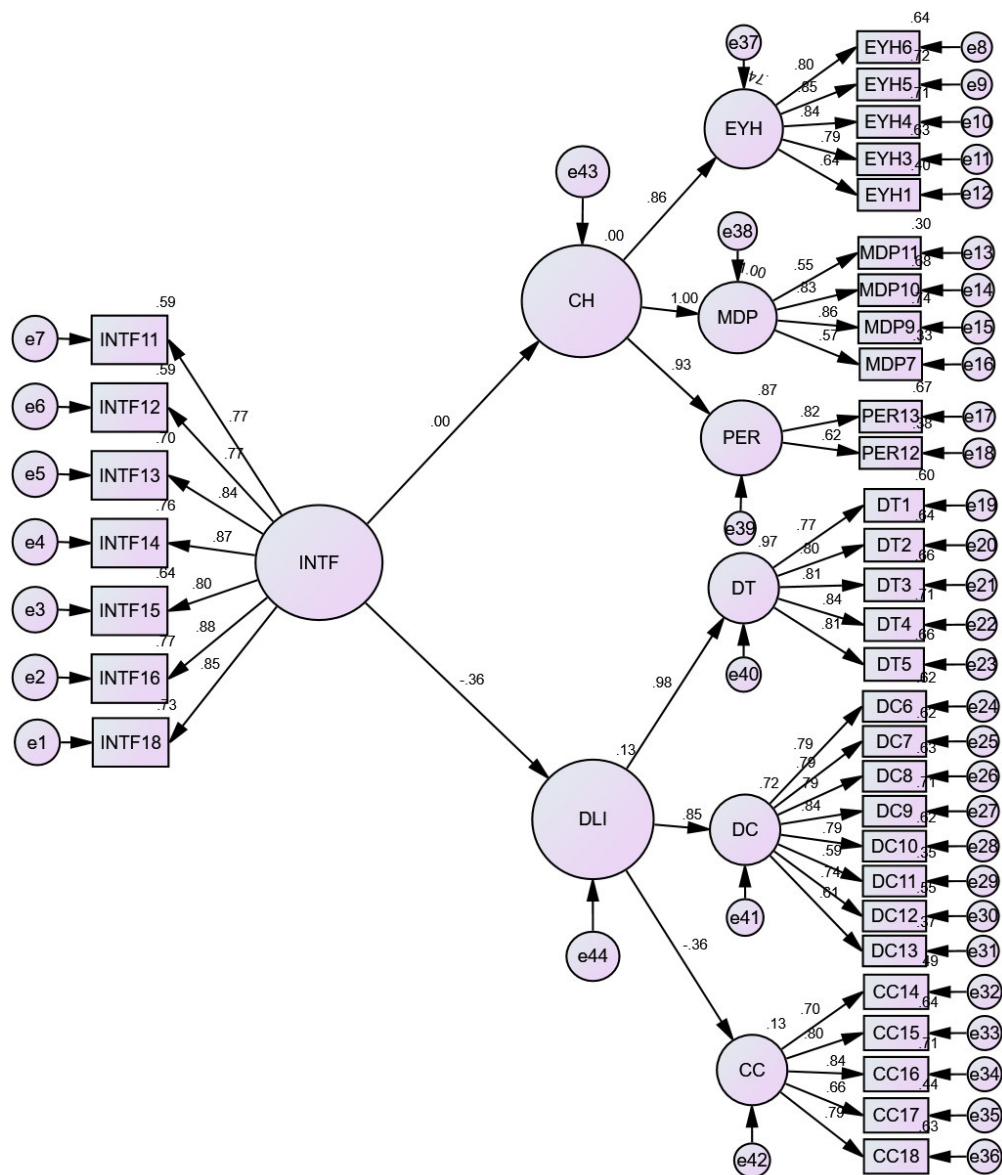 .64
e37
EYH6
e8
.80
.72
.74
.85
EYH5
e9
.71
EYH
.84
EYH4
e10
.63
.79
EYH3
e11
.40
.64
EYH1
e12
e43
.86
.00
.30
e38
MDP11
e13
.55
.68
1.00
.83
MDP10
e14
.74
CH
1.00
MDP
.86
MDP9
e15
.33
.57
MDP7
e16
.93
.87
.67
.82
PER13
e17
.38
PER
.62
PER12
e18
.60
e39
.59
e7
INTF11
.59
e6
INTF12
.77
.70
.77
e5
INTF13
.84
.76
e4
INTF14
.87
.64
e3
INTF15
.80
.77
e2
INTF16
.88
.73
.85
e1
INTF18
INTF
.00
-.36
.97
.77
DT1
e19
.64
.80
DT2
e20
.66
DT
.81
DT3
e21
.71
.84
DT4
e22
.66
.81
DT5
e23
.62
e40
.98
.13
DC6
e24
.62
.79
DC7
e25
.63
.79
.72
.79
DC8
e26
.71
.84
DC9
e27
.62
DLI
.85
DC
.79
DC10
e28
.35
.59
DC11
e29
.55
.74
DC12
e30
.37
.61
DC13
e31
.49
e41
e44
-.36
.13
.70
CC14
e32
.64
.80
CC15
e33
.71
CC
.84
CC16
e34
.44
.66
CC17
e35
.63
.79
CC18
e36
e42